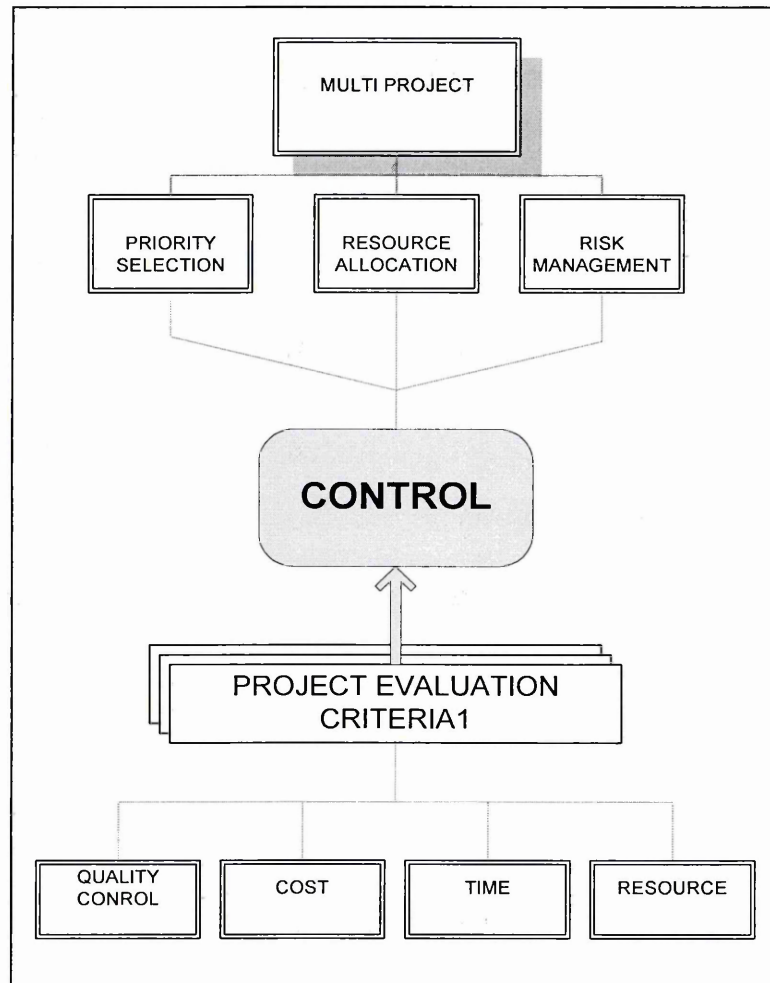 MULTI PROJECT
PRIORITY
SELECTION
RESOURCE
ALLOCATION
RISK
MANAGEMENT
CONTROL
PROJECT EVALUATION
CRITERIA1
QUALITY
CONROL
COST
TIME
RESOURCE